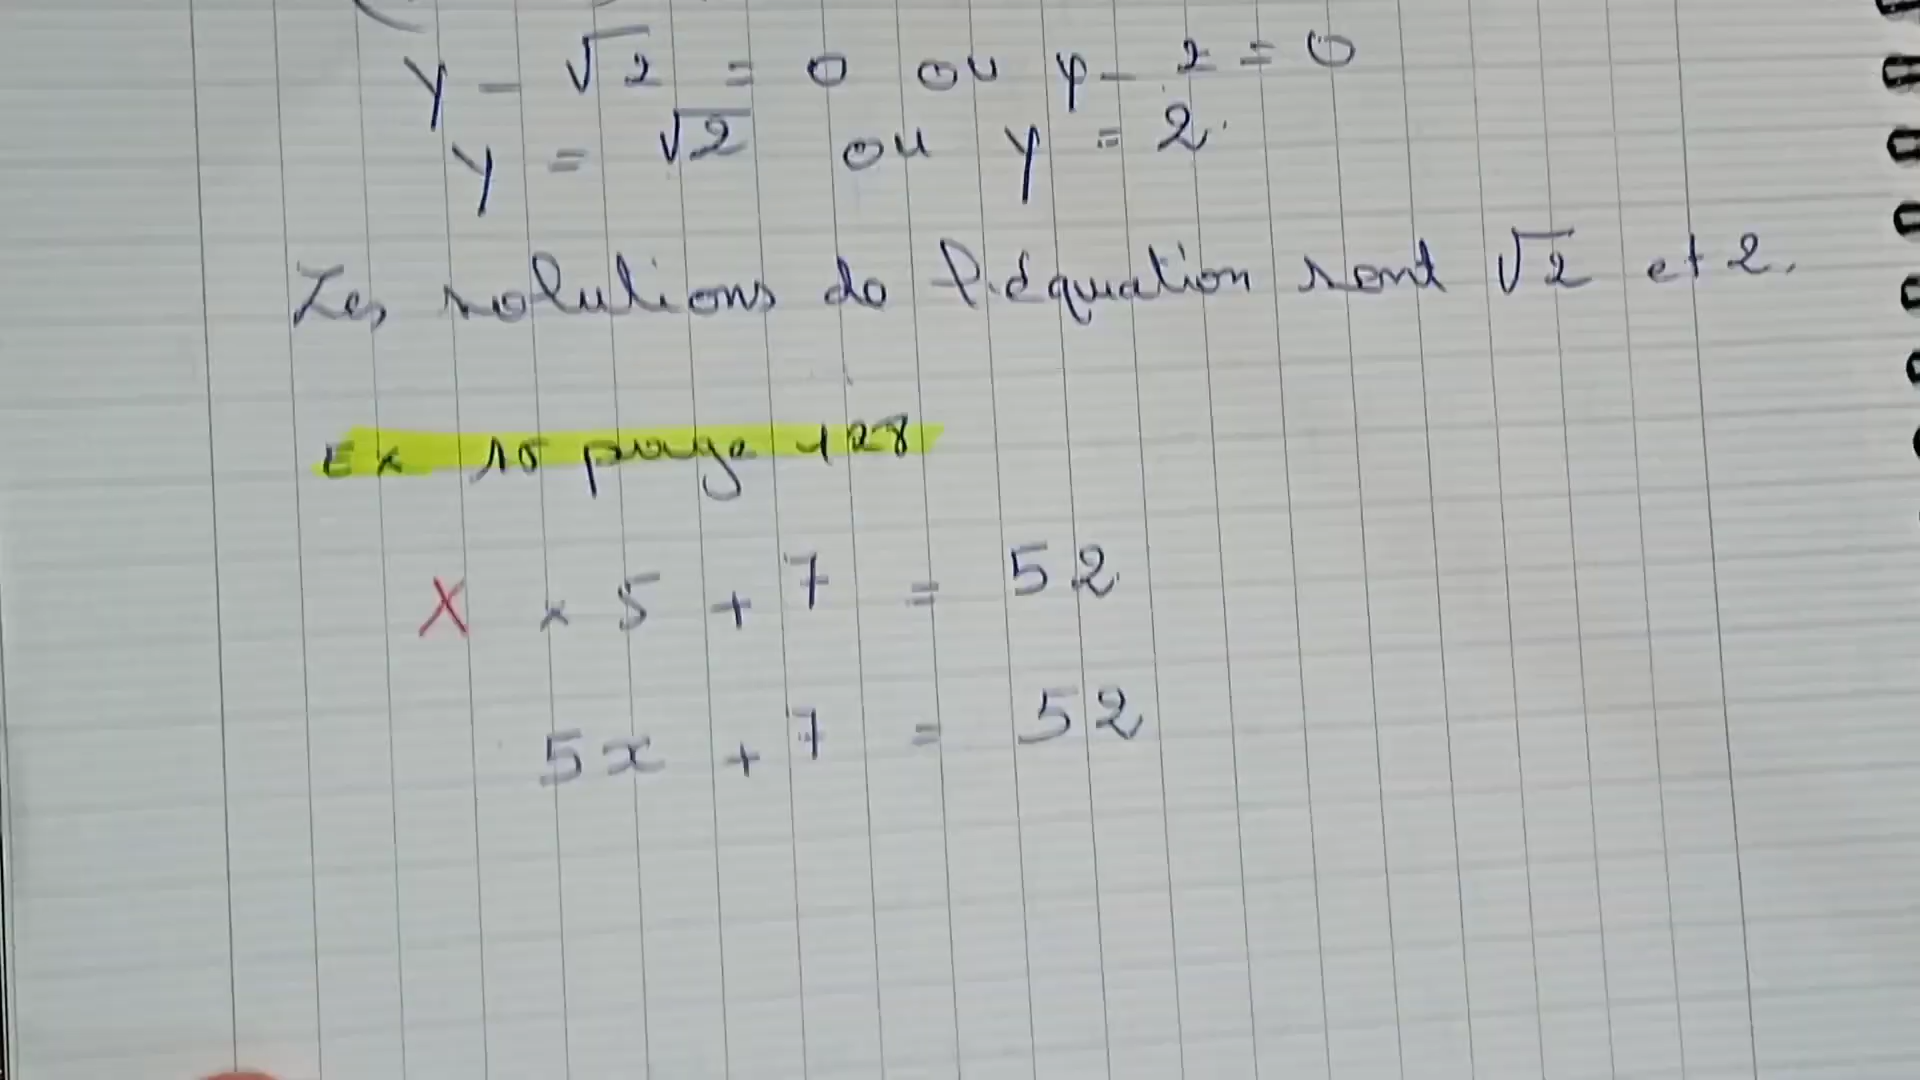 y - √2 = 0 ou y - 2 = 0
y = √2 ou y = 2.
Les solutions de l'équation sont √2 et 2.
Ex 15 page 128
X × 5 + 7 = 52
5x + 7 = 52